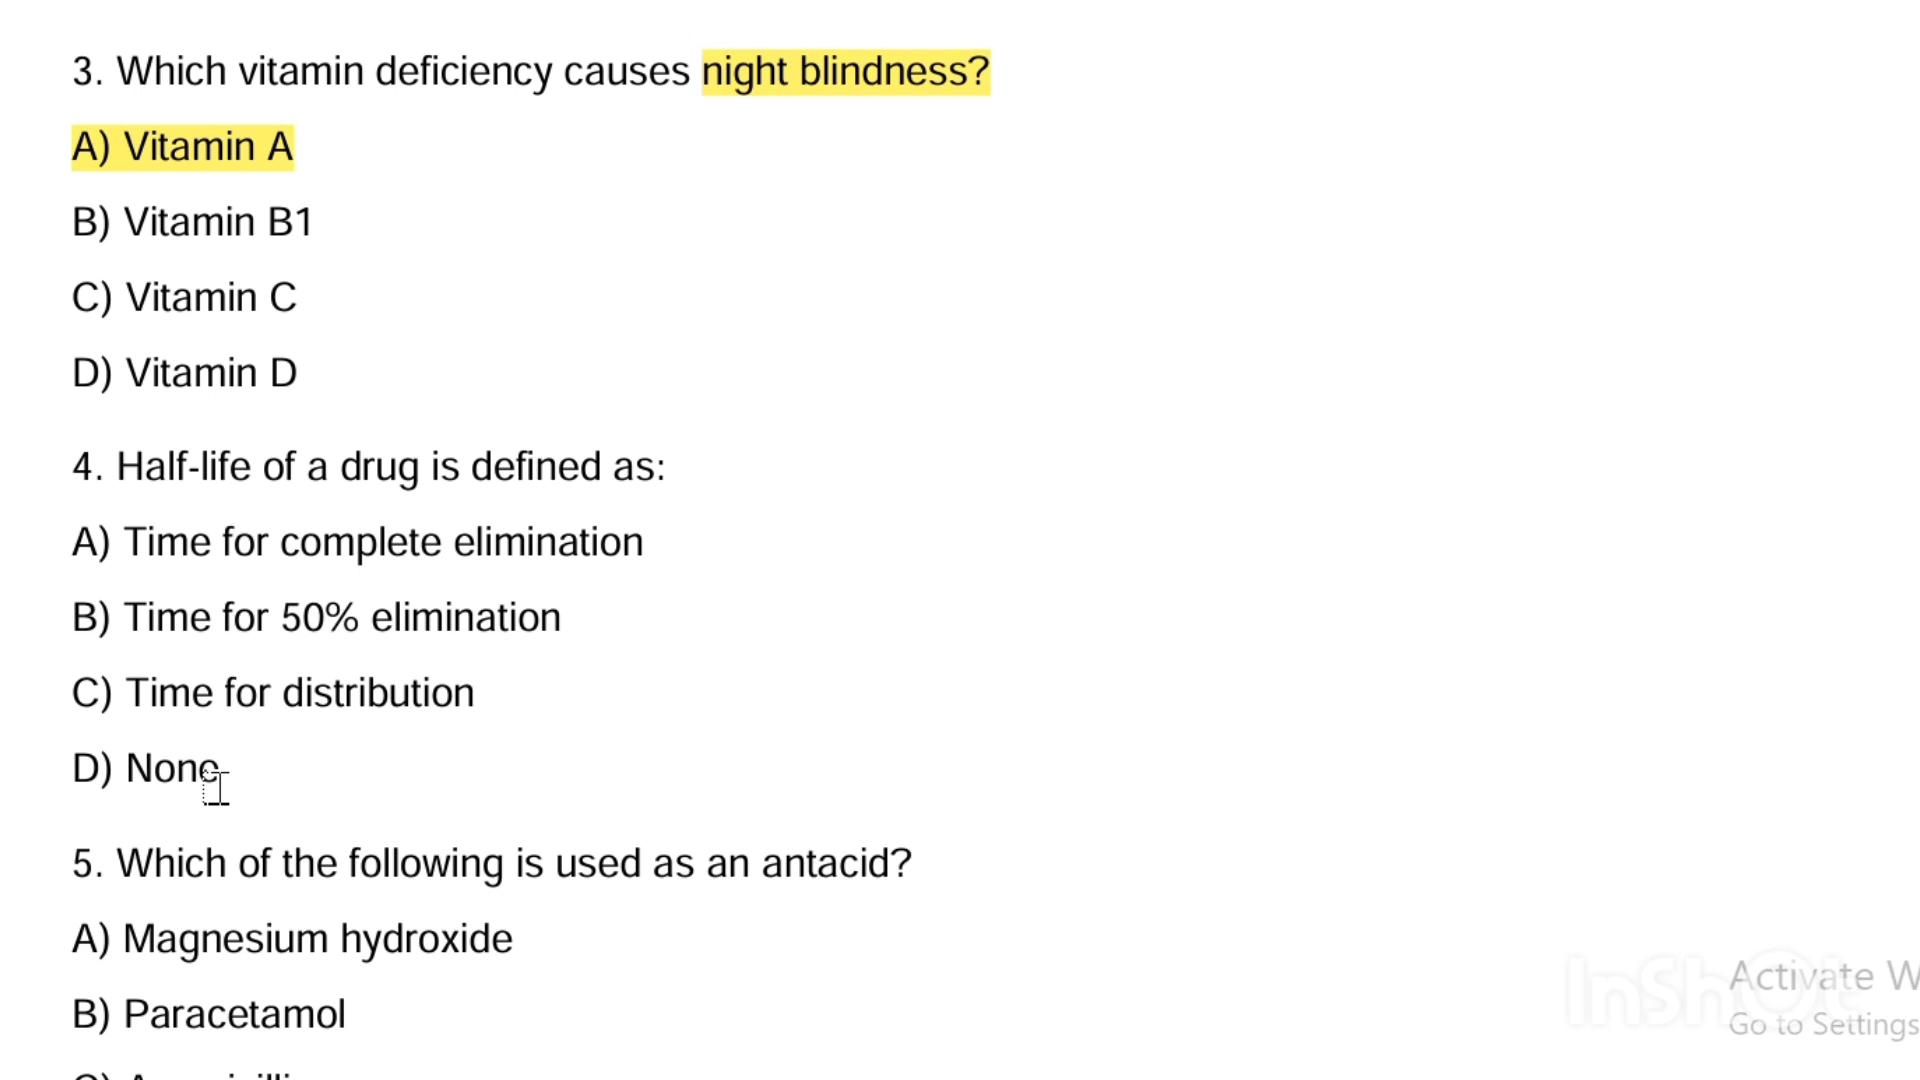 3. Which vitamin deficiency causes night blindness?
A) Vitamin A
B) Vitamin B1
C) Vitamin C
D) Vitamin D
4. Half-life of a drug is defined as:
A) Time for complete elimination
B) Time for 50% elimination
C) Time for distribution
D) None
5. Which of the following is used as an antacid?
A) Magnesium hydroxide
B) Paracetamol
InShOt
Activate W
Go to Settings